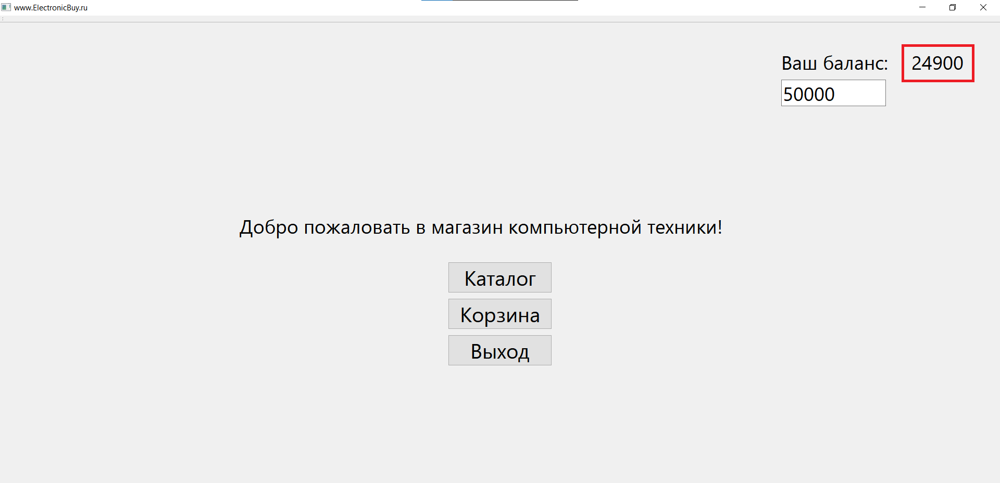 www.ElectronicBuy.ru
Ваш баланс: 24900
50000
Добро пожаловать в магазин компьютерной техники!
Каталог
Корзина
Выход